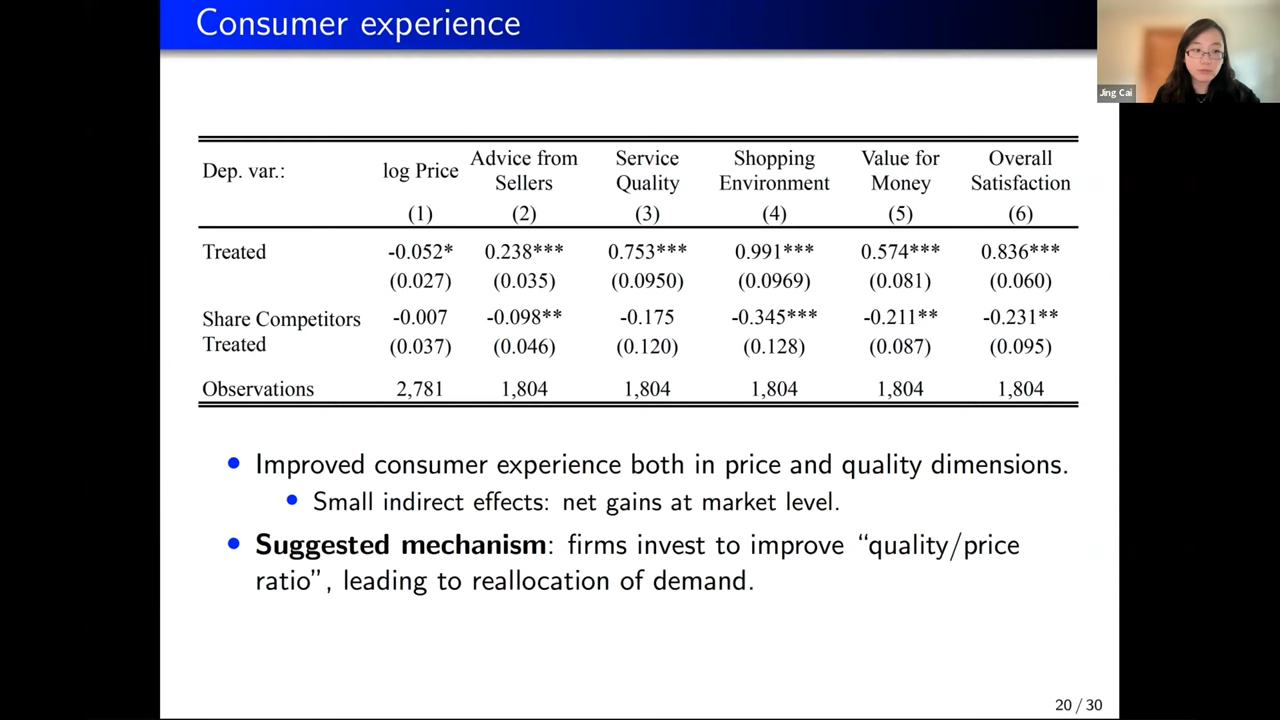 Consumer experience
Jing Cai
Dep. var.: log Price Advice from Sellers Service Quality Shopping Environment Value for Money Overall Satisfaction
(1) (2) (3) (4) (5) (6)
Treated -0.052* 0.238*** 0.753*** 0.991*** 0.574*** 0.836***
(0.027) (0.035) (0.0950) (0.0969) (0.081) (0.060)
Share Competitors Treated -0.007 -0.098** -0.175 -0.345*** -0.211** -0.231**
(0.037) (0.046) (0.120) (0.128) (0.087) (0.095)
Observations 2,781 1,804 1,804 1,804 1,804 1,804
• Improved consumer experience both in price and quality dimensions.
• Small indirect effects: net gains at market level.
• Suggested mechanism: firms invest to improve “quality/price
ratio”, leading to reallocation of demand.
20 / 30